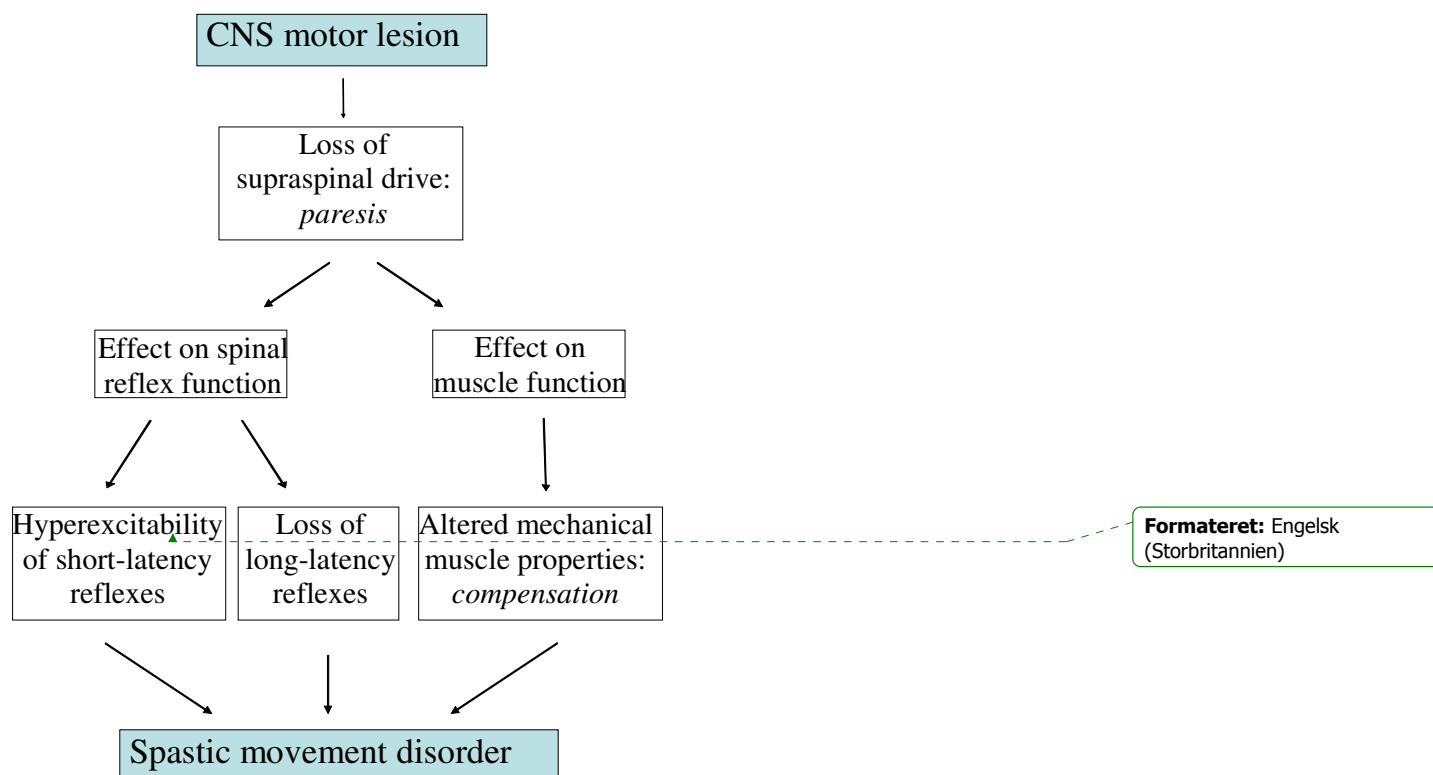 CNS motor lesion
Loss of
supraspinal drive:
paresis
Effect on spinal
reflex function
Effect on
muscle function
Hyperexcitability
of short-latency
reflexes
Loss of
long-latency
reflexes
Altered mechanical
muscle properties:
compensation
Formateret: Engelsk
(Storbritannien)
Spastic movement disorder